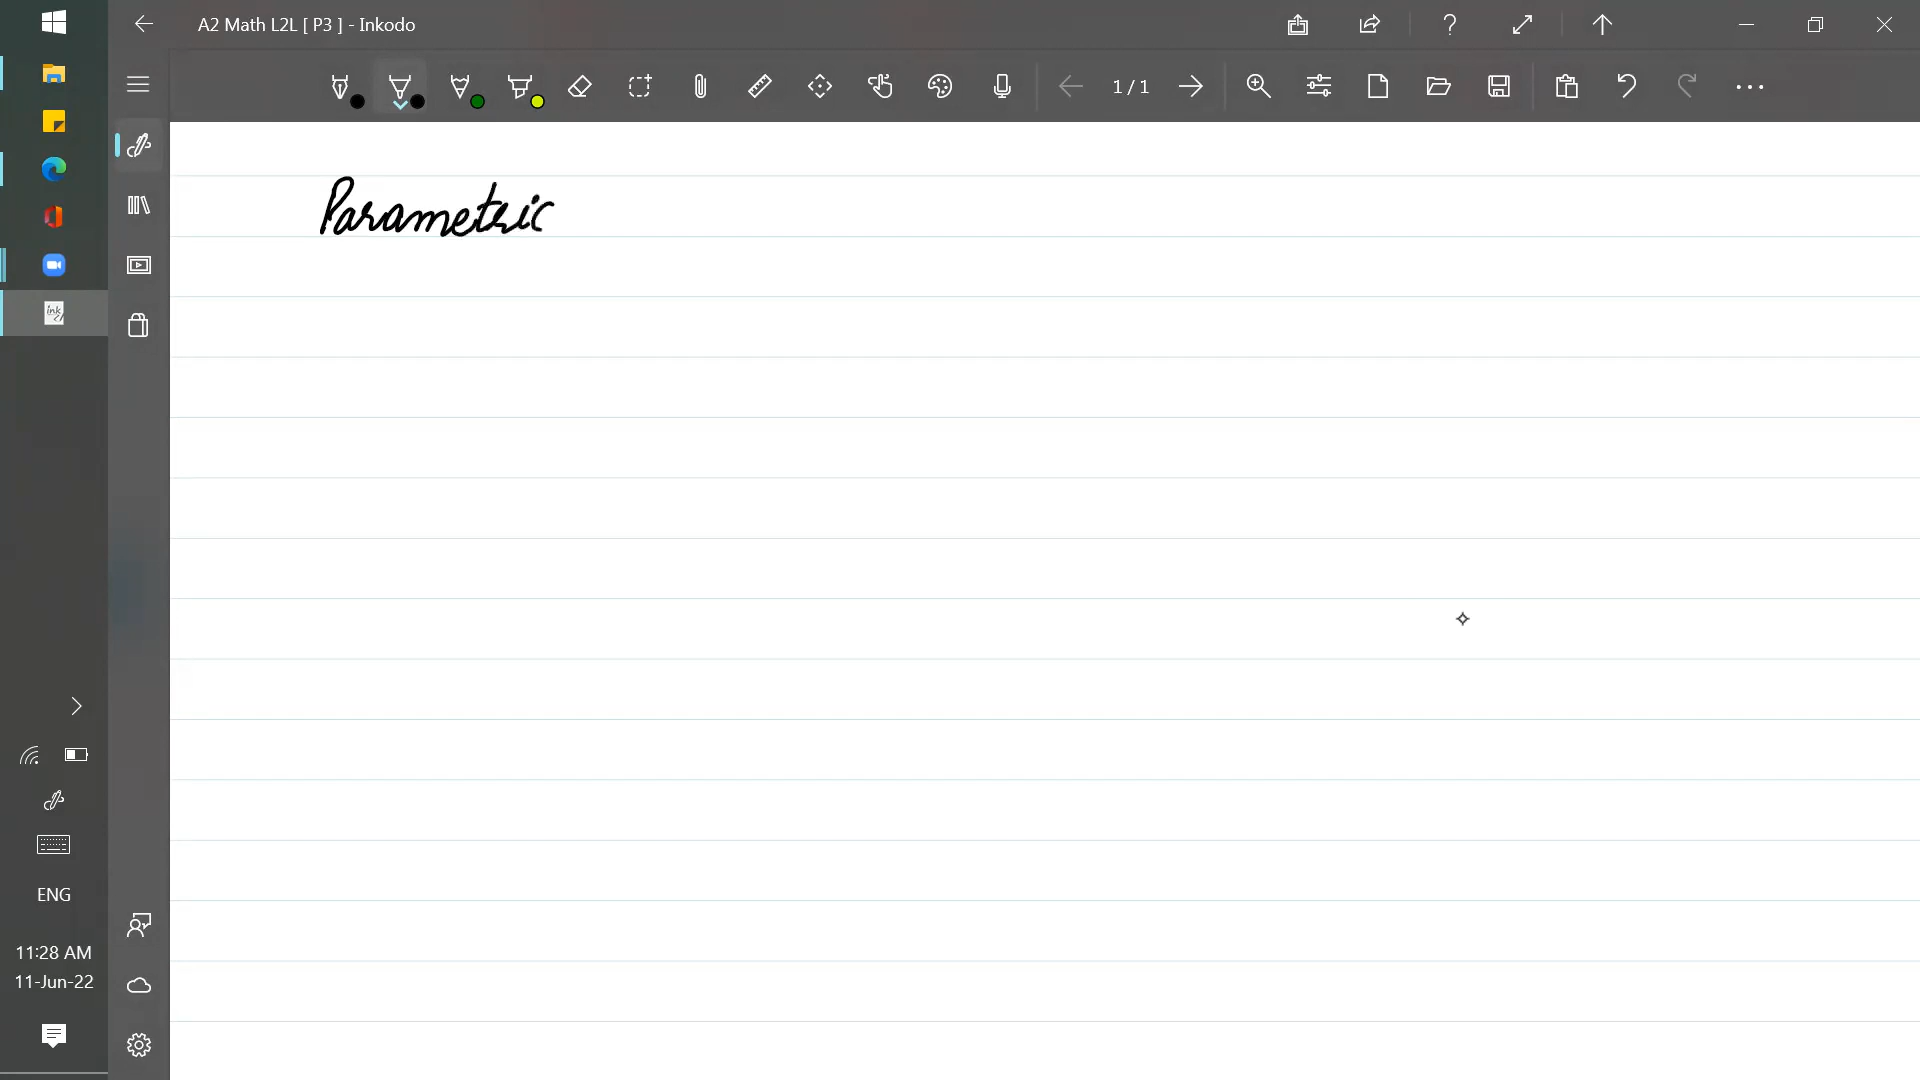 A2 Math L2L [ P3 ] - Inkodo
1 / 1
Parametric
ENG
11:28 AM
11-Jun-22